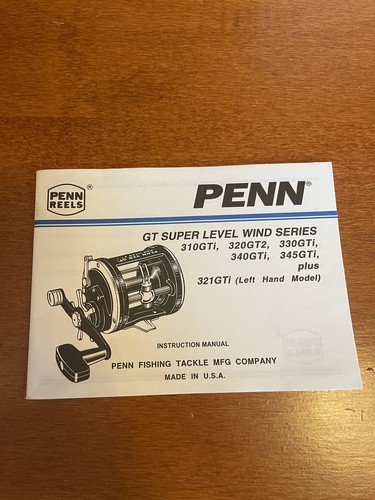 PENN
REELS
®
PENN®
GT SUPER LEVEL WIND SERIES
310GTi, 320GT2, 330GTi,
340GTi, 345GTi,
plus
321GTi (Left Hand Model)
INSTRUCTION MANUAL
PENN FISHING TACKLE MFG COMPANY
MADE IN U.S.A.